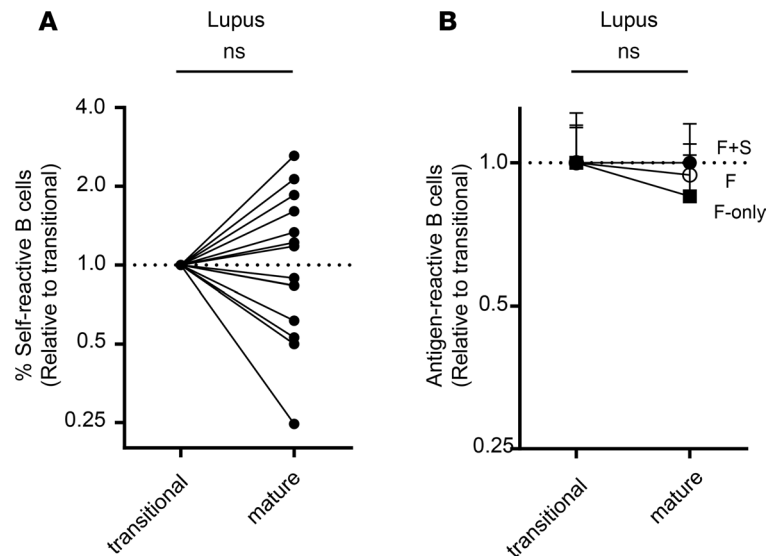 A
Lupus
ns
% Self-reactive B cells
(Relative to transitional)
4.0
2.0
1.0
0.5
0.25
transitional
mature
B
Lupus
ns
Antigen-reactive B cells
(Relative to transitional)
1.0
0.5
0.25
F+S
F
F-only
transitional
mature